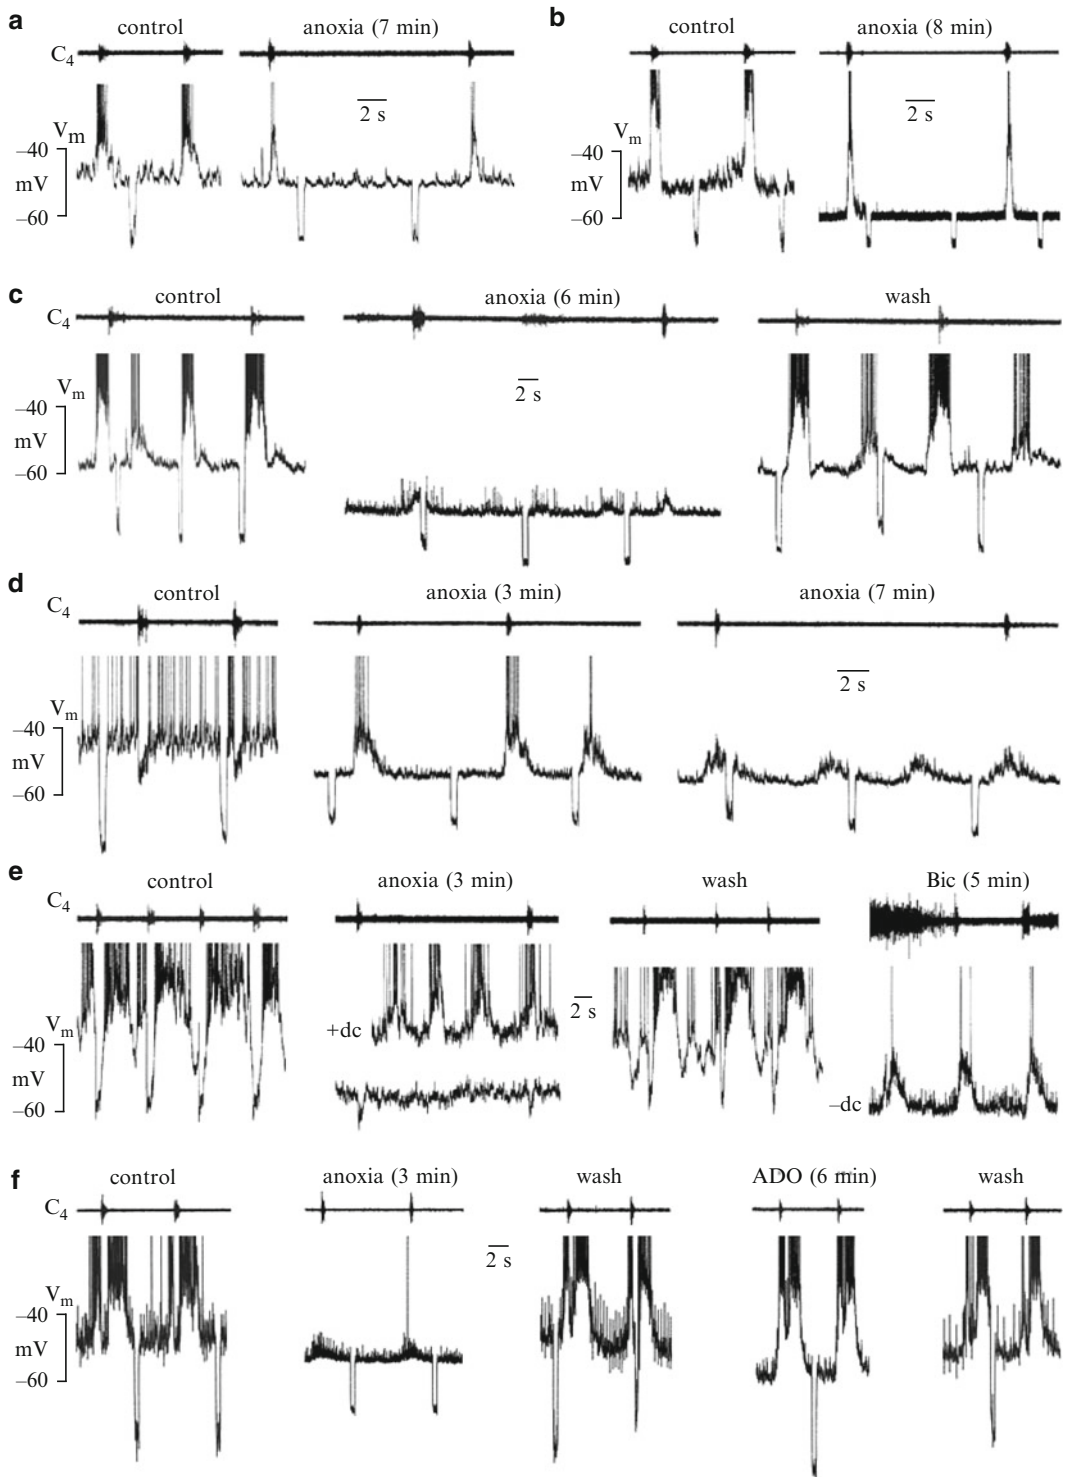 a
control
anoxia (7 min)
C4
2 s
Vm
–40
mV
–60
b
control
anoxia (8 min)
2 s
Vm
–40
mV
–60
c
control
anoxia (6 min)
wash
C4
2 s
Vm
–40
mV
–60
d
control
anoxia (3 min)
anoxia (7 min)
C4
2 s
Vm
–40
mV
–60
e
control
anoxia (3 min)
wash
Bic (5 min)
C4
2 s
Vm
+dc
–40
mV
–60
–dc
f
control
anoxia (3 min)
wash
ADO (6 min)
wash
C4
2 s
Vm
–40
mV
–60